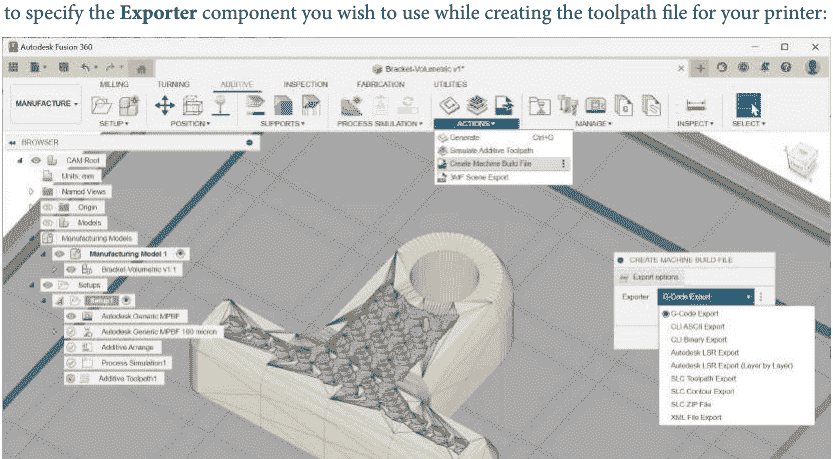 to specify the Exporter component you wish to use while creating the toolpath file for your printer:
Autodesk Fusion 360
Bracket-Volumetric v1*
MILLING TURNING ADDITIVE INSPECTION FABRICATION UTILITIES
MANUFACTURE
SETUP POSITION SUPPORTS PROCESS SIMULATION ACTIONS MANAGE INSPECT SELECT
BROWSER
Generate Ctrl+G
Simulate Additive Toolpath
Create Machine Build File
3MF Scene Export
CAM Root
Units: mm
Named Views
Origin
Models
Manufacturing Models
Manufacturing Model 1
Bracket-Volumetric v1:1
Setups
Setup1
Autodesk Generic MPBF
Autodesk Generic MPBF 100 micron
Additive Arrange
Process Simulation1
Additive Toolpath1
CREATE MACHINE BUILD FILE
Export options
Exporter G-Code Export
G-Code Export
CLI ASCII Export
CLI Binary Export
Autodesk LSR Export
Autodesk LSR Export (Layer by Layer)
SLC Toolpath Export
SLC Contour Export
SLC ZIP File
XML File Export